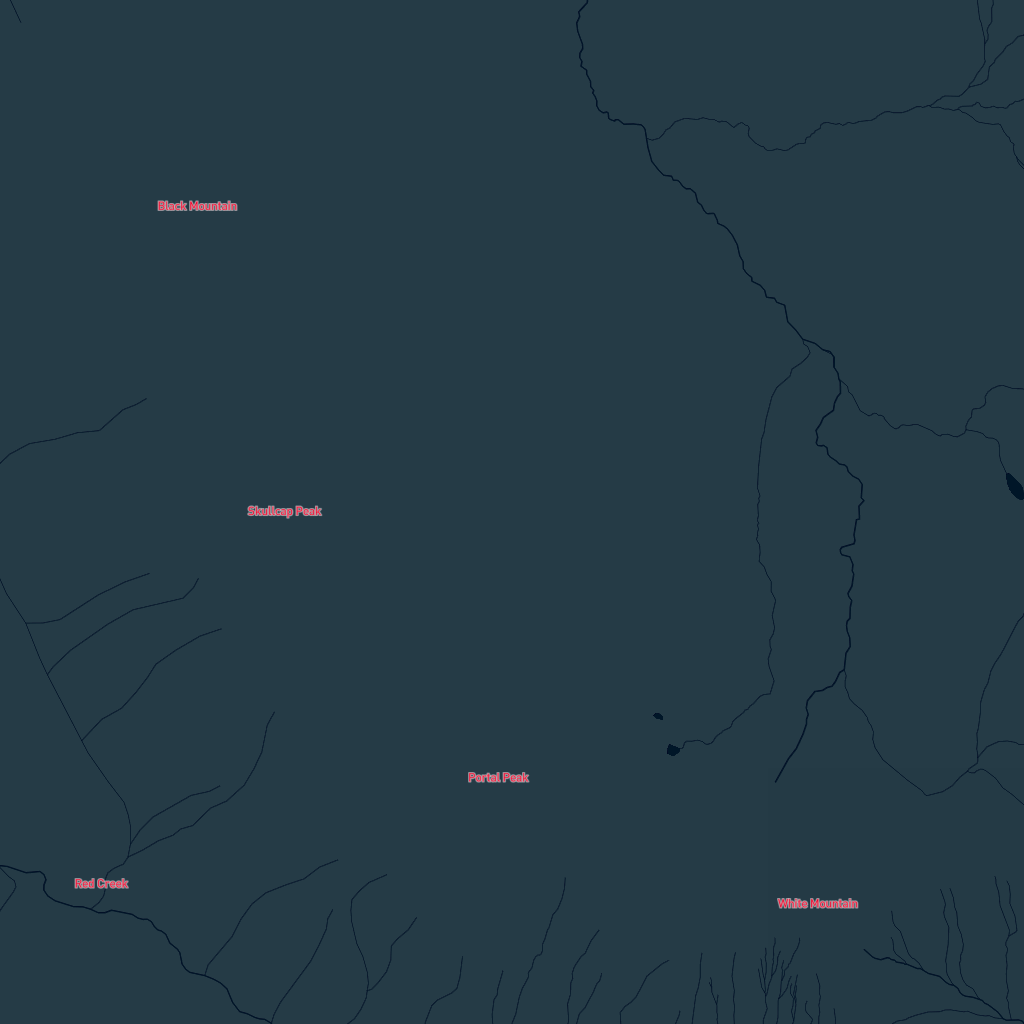 Black Mountain
Skullcap Peak
Portal Peak
Red Creek
White Mountain